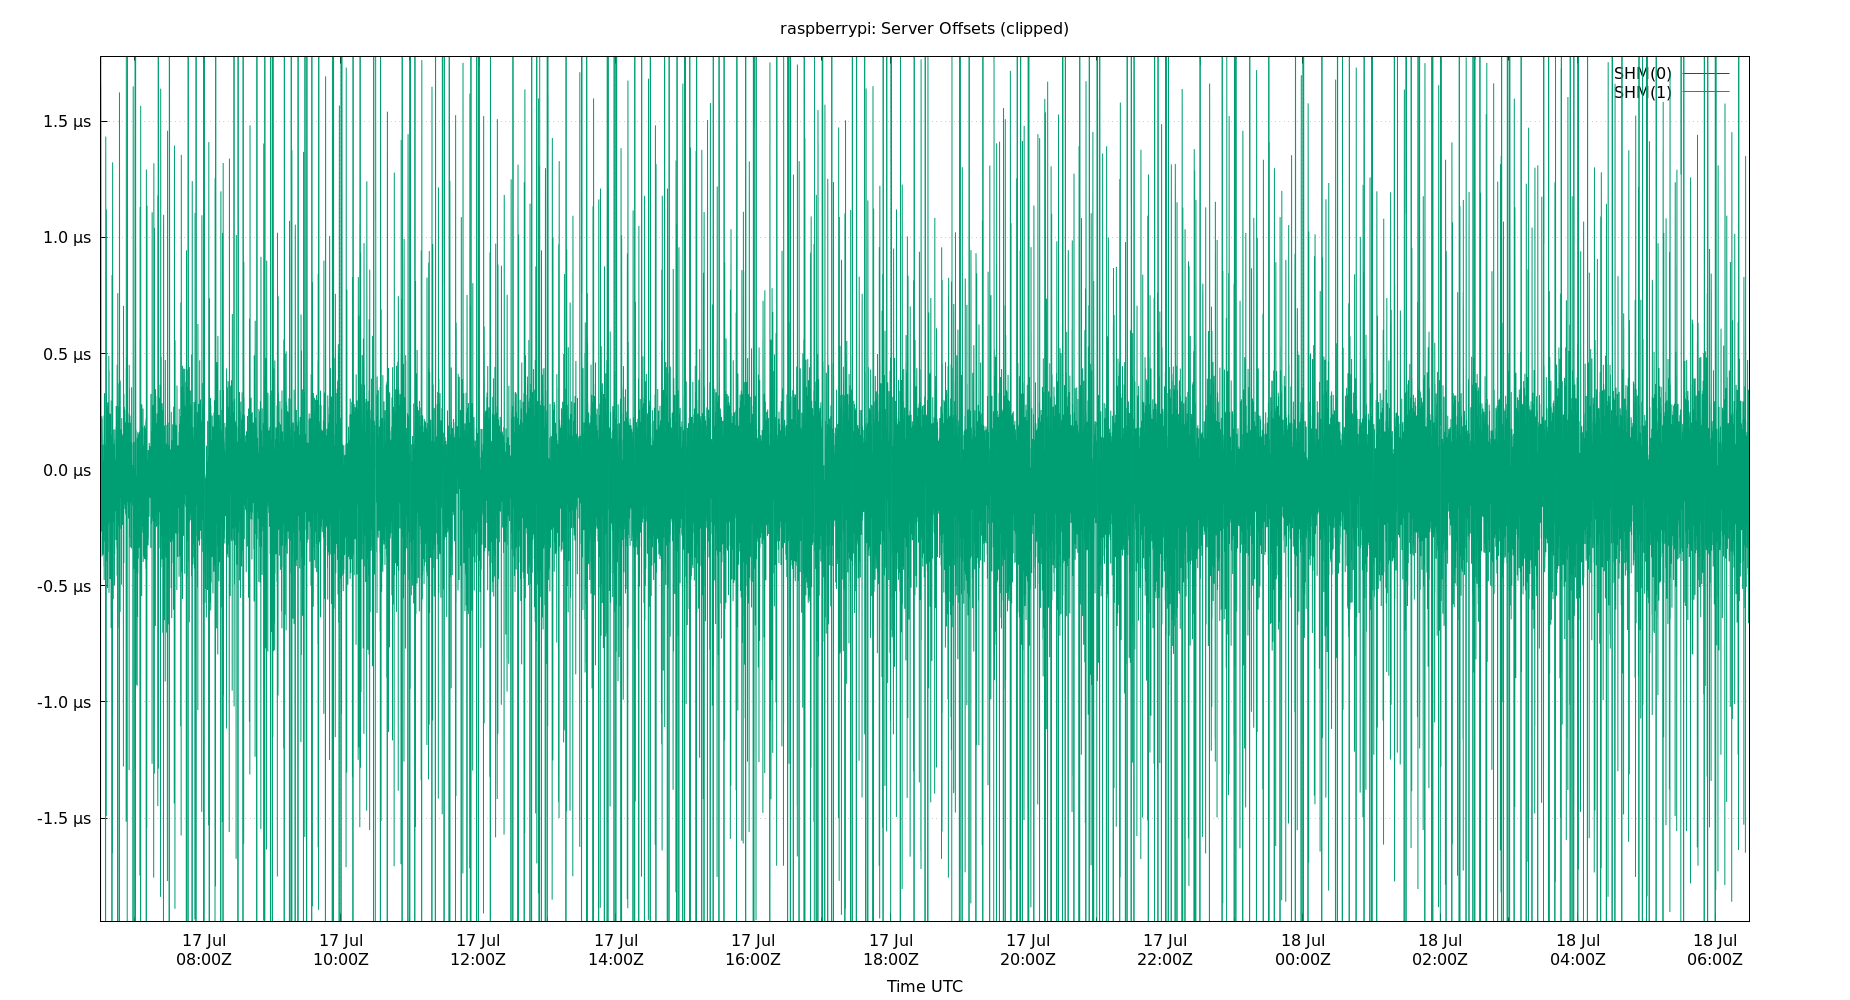 raspberrypi: Server Offsets (clipped)
SHM(0)
SHM(1)
1.5 µs
1.0 µs
0.5 µs
0.0 µs
-0.5 µs
-1.0 µs
-1.5 µs
17 Jul 17 Jul 17 Jul 17 Jul 17 Jul 17 Jul 17 Jul 17 Jul 18 Jul 18 Jul 18 Jul 18 Jul
08:00Z 10:00Z 12:00Z 14:00Z 16:00Z 18:00Z 20:00Z 22:00Z 00:00Z 02:00Z 04:00Z 06:00Z
Time UTC